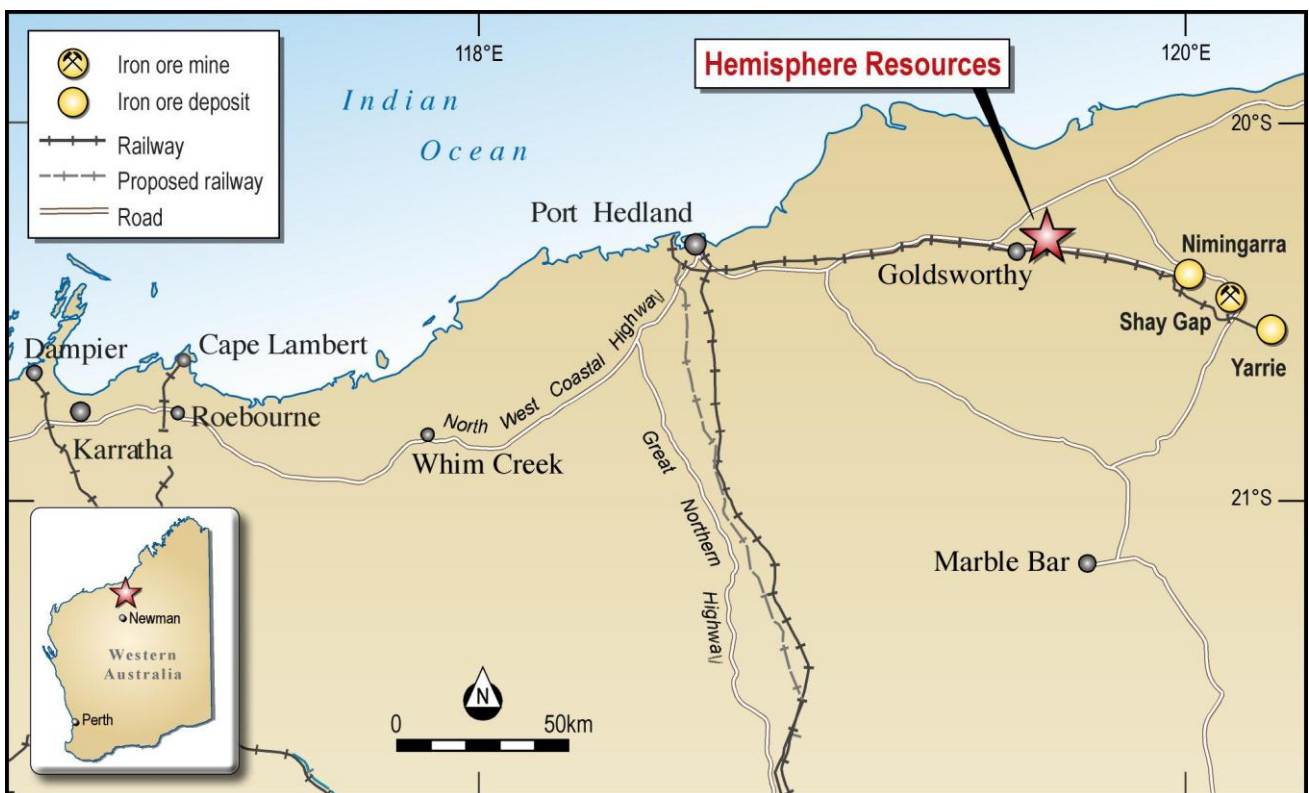 Iron ore mine
Iron ore deposit
Railway
Proposed railway
Road
118°E
120°E
Hemisphere Resources
20°S
Indian
Ocean
Port Hedland
Goldsworthy
Nimingarra
Shay Gap
Yarrie
Dampier
Cape Lambert
Roebourne
Karratha
Whim Creek
North West Coastal Highway
Great Northern Highway
21°S
Marble Bar
Newman
Western
Australia
Perth
N
0 50km